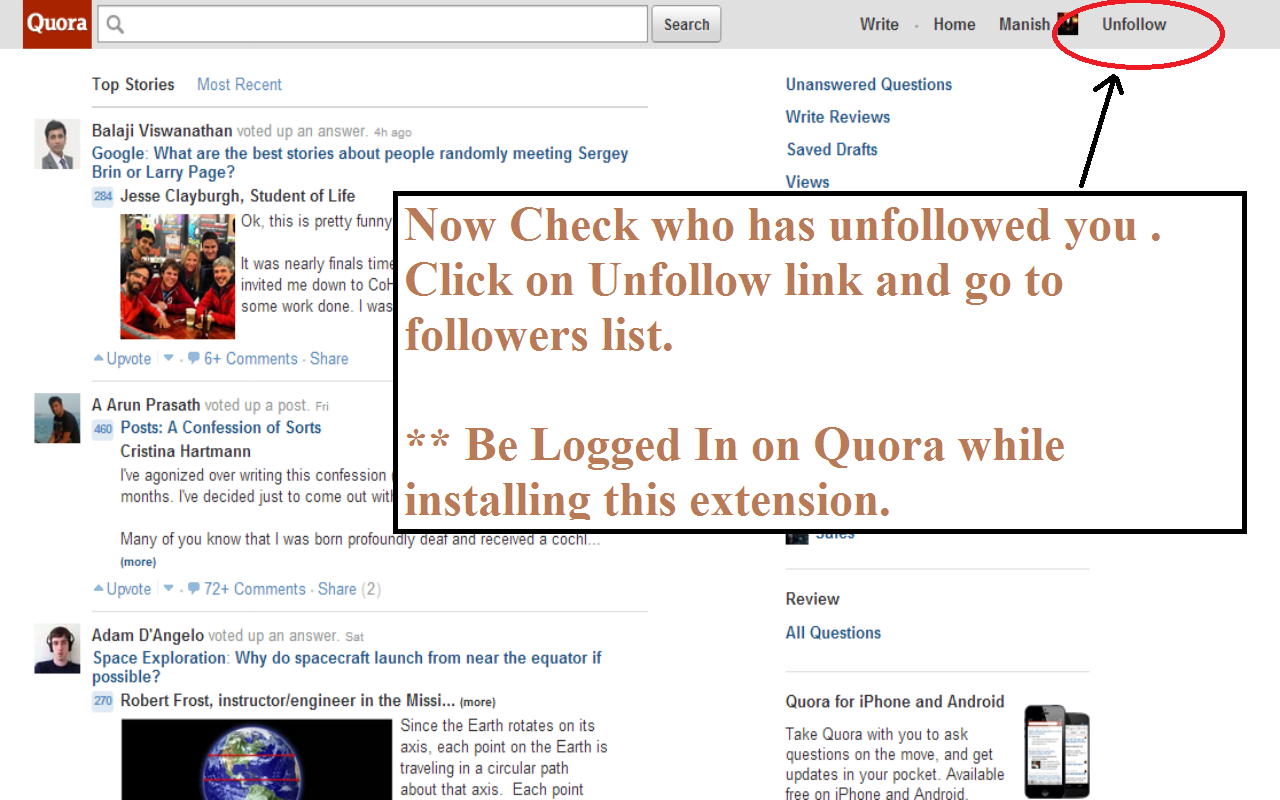 Quora
Search
Write · Home Manish Unfollow
Top Stories Most Recent
Balaji Viswanathan voted up an answer. 4h ago
Google: What are the best stories about people randomly meeting Sergey
Brin or Larry Page?
284 Jesse Clayburgh, Student of Life
Ok, this is pretty funny
It was nearly finals time
invited me down to CoH
some work done. I was
Upvote · 6+ Comments · Share
A Arun Prasath voted up a post. Fri
460 Posts: A Confession of Sorts
Cristina Hartmann
I've agonized over writing this confession (
months. I've decided just to come out with
Many of you know that I was born profoundly deaf and received a cochl...
(more)
Upvote · 72+ Comments · Share (2)
Adam D'Angelo voted up an answer. Sat
Space Exploration: Why do spacecraft launch from near the equator if
possible?
270 Robert Frost, instructor/engineer in the Missi... (more)
Since the Earth rotates on its
axis, each point on the Earth is
traveling in a circular path
about that axis. Each point
Unanswered Questions
Write Reviews
Saved Drafts
Views
Now Check who has unfollowed you .
Click on Unfollow link and go to
followers list.
** Be Logged In on Quora while
installing this extension.
Sales
Review
All Questions
Quora for iPhone and Android
Take Quora with you to ask
questions on the move, and get
updates in your pocket. Available
free on iPhone and Android.